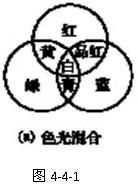 红
黄 品红
白
绿 青 蓝
(a) 色光混合
图 4-4-1